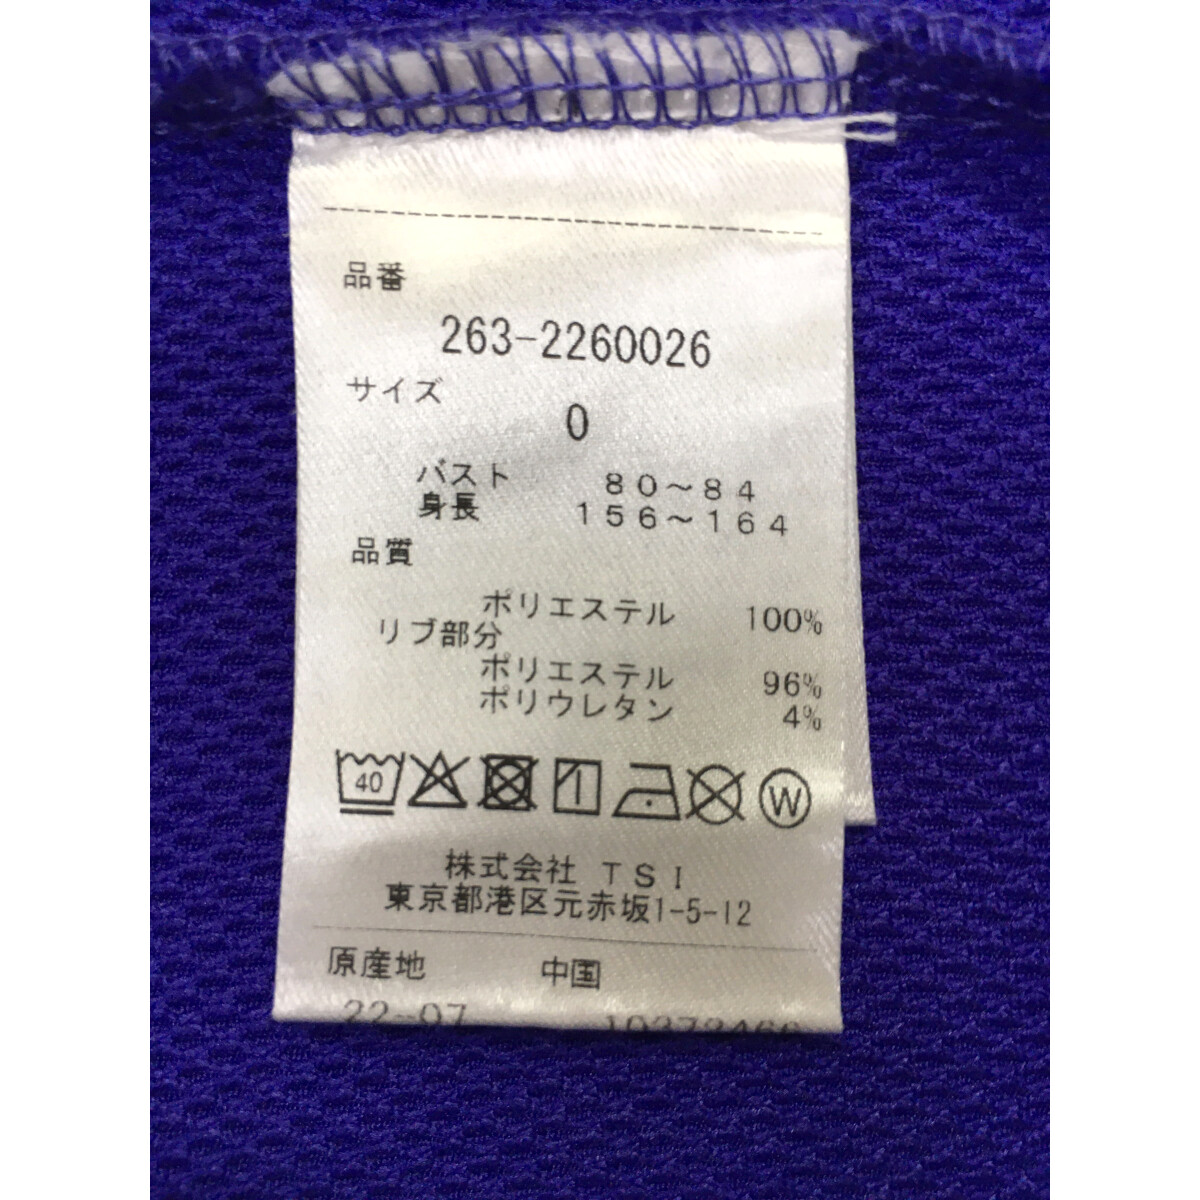 品番
263-2260026
サイズ
0
バスト 80～84
身長 156～164
品質
ポリエステル 100%
リブ部分
ポリエステル 96%
ポリウレタン 4%
40 W
株式会社 TSI
東京都港区元赤坂1-5-12
原産地 中国
22-07